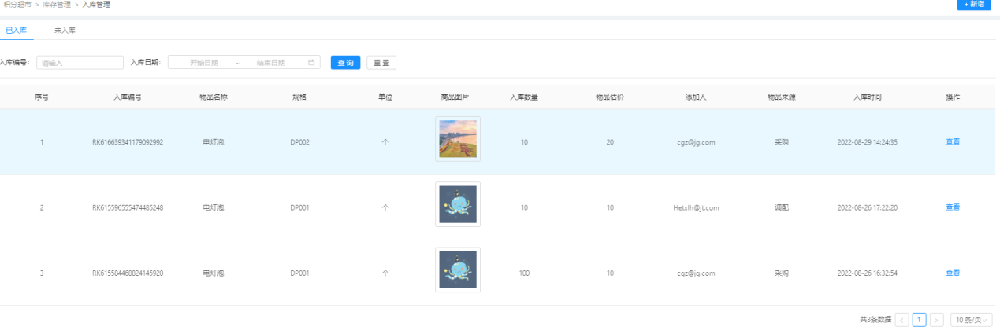 积分超市 > 库存管理 > 入库管理 + 新增
已入库 未入库
入库编号: 请输入 入库日期: 开始日期 ~ 结束日期 查询 重置
序号 入库编号 物品名称 规格 单位 商品图片 入库数量 物品估价 添加人 物品来源 入库时间 操作
1 RK616639341179092992 电灯泡 DP002 个 10 20 cgz@jg.com 采购 2022-08-29 14:24:35 查看
2 RK615596555474485248 电灯泡 DP001 个 10 10 Hetxlh@jt.com 调配 2022-08-26 17:22:20 查看
3 RK615584468824145920 电灯泡 DP001 个 100 10 cgz@jg.com 采购 2022-08-26 16:32:54 查看
共3条数据 < 1 > 10 条/页